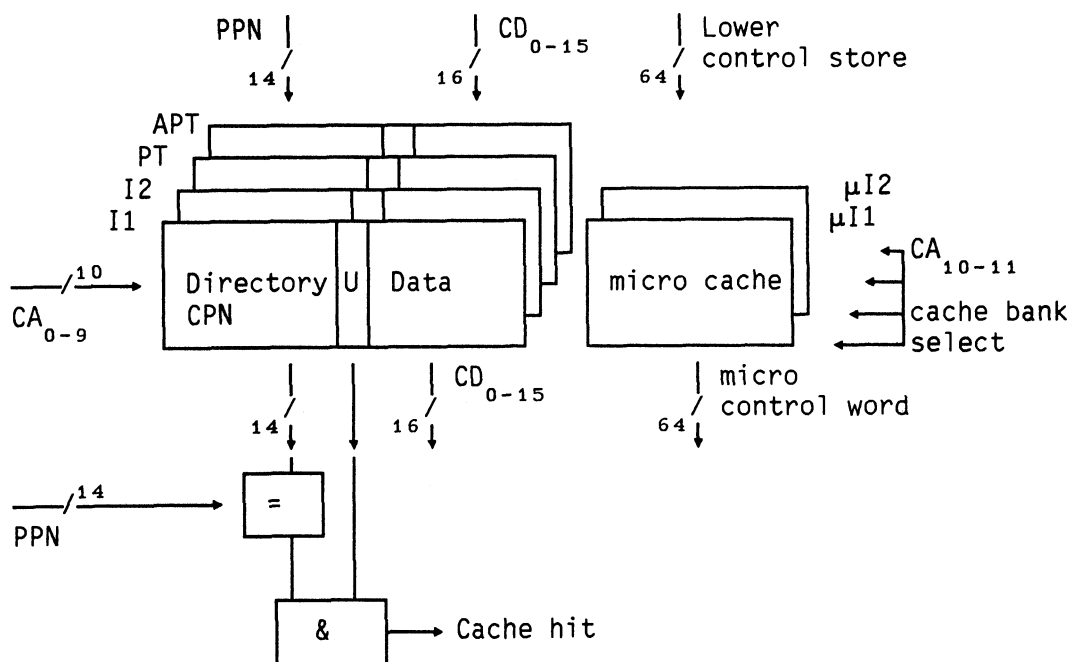 PPN
14
CD0-15
16
Lower
control store
64
APT
PT
I2
I1
μI2
μI1
10
CA0-9
Directory
CPN
U
Data
micro cache
CA10-11
cache bank
select
14
CD0-15
16
micro
control word
64
14
PPN
=
&
Cache hit